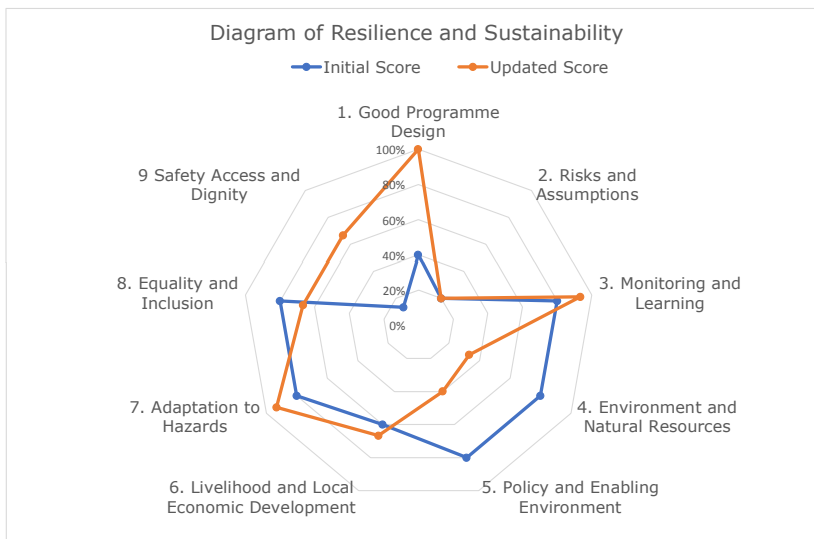 Diagram of Resilience and Sustainability
Initial Score
Updated Score
1. Good Programme
Design
100%
80%
60%
40%
20%
0%
2. Risks and
Assumptions
3. Monitoring and
Learning
4. Environment and
Natural Resources
5. Policy and Enabling
Environment
6. Livelihood and Local
Economic Development
7. Adaptation to
Hazards
8. Equality and
Inclusion
9 Safety Access and
Dignity